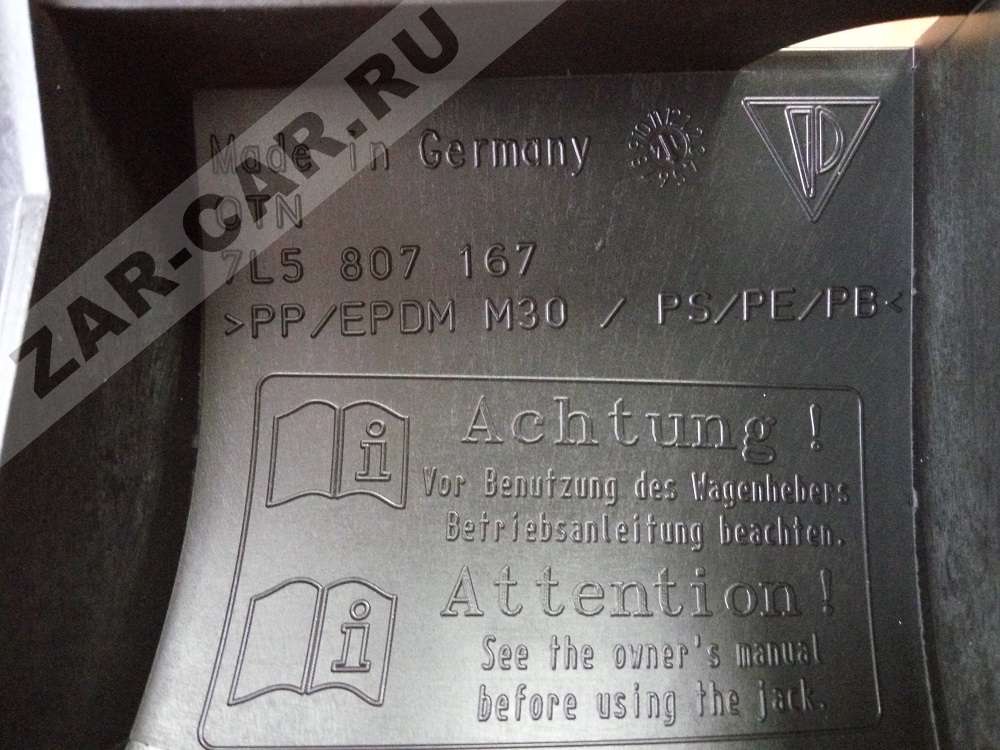 ZAR-CAR.RU
Made in Germany
OTN
7L5 807 167
>PP/EPDM M30 / PS/PE/PB<
Achtung !
Vor Benutzung des Wagenhebers
Betriebsanleitung beachten.
Attention !
See the owner's manual
before using the jack.